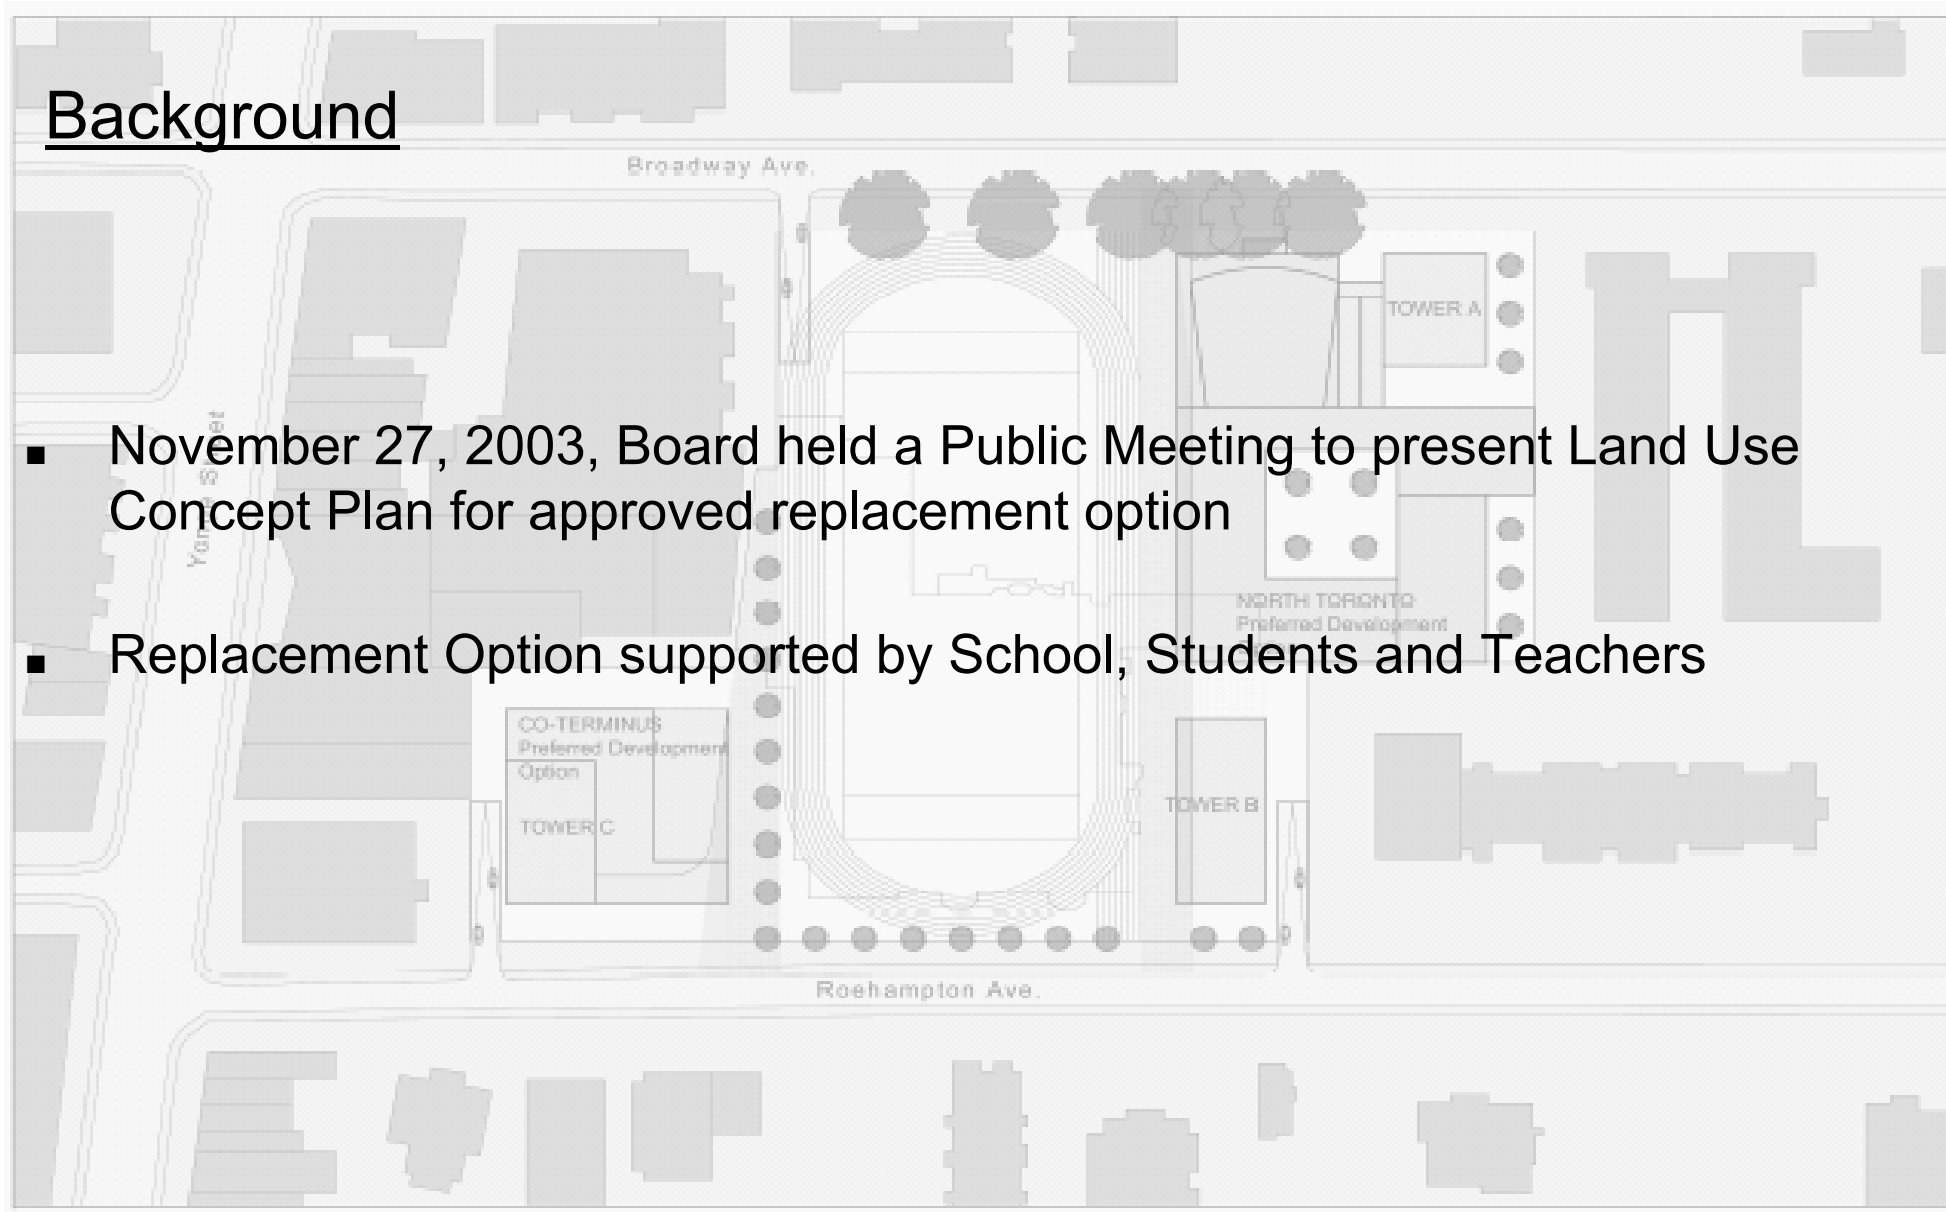 Background
Broadway Ave.
TOWER A
Yonge Street
■ November 27, 2003, Board held a Public Meeting to present Land Use
Concept Plan for approved replacement option
NORTH TORONTO
Preferred Development
■ Replacement Option supported by School, Students and Teachers
CO-TERMINUS
Preferred Development
Option
TOWER C
TOWER B
Roehampton Ave.